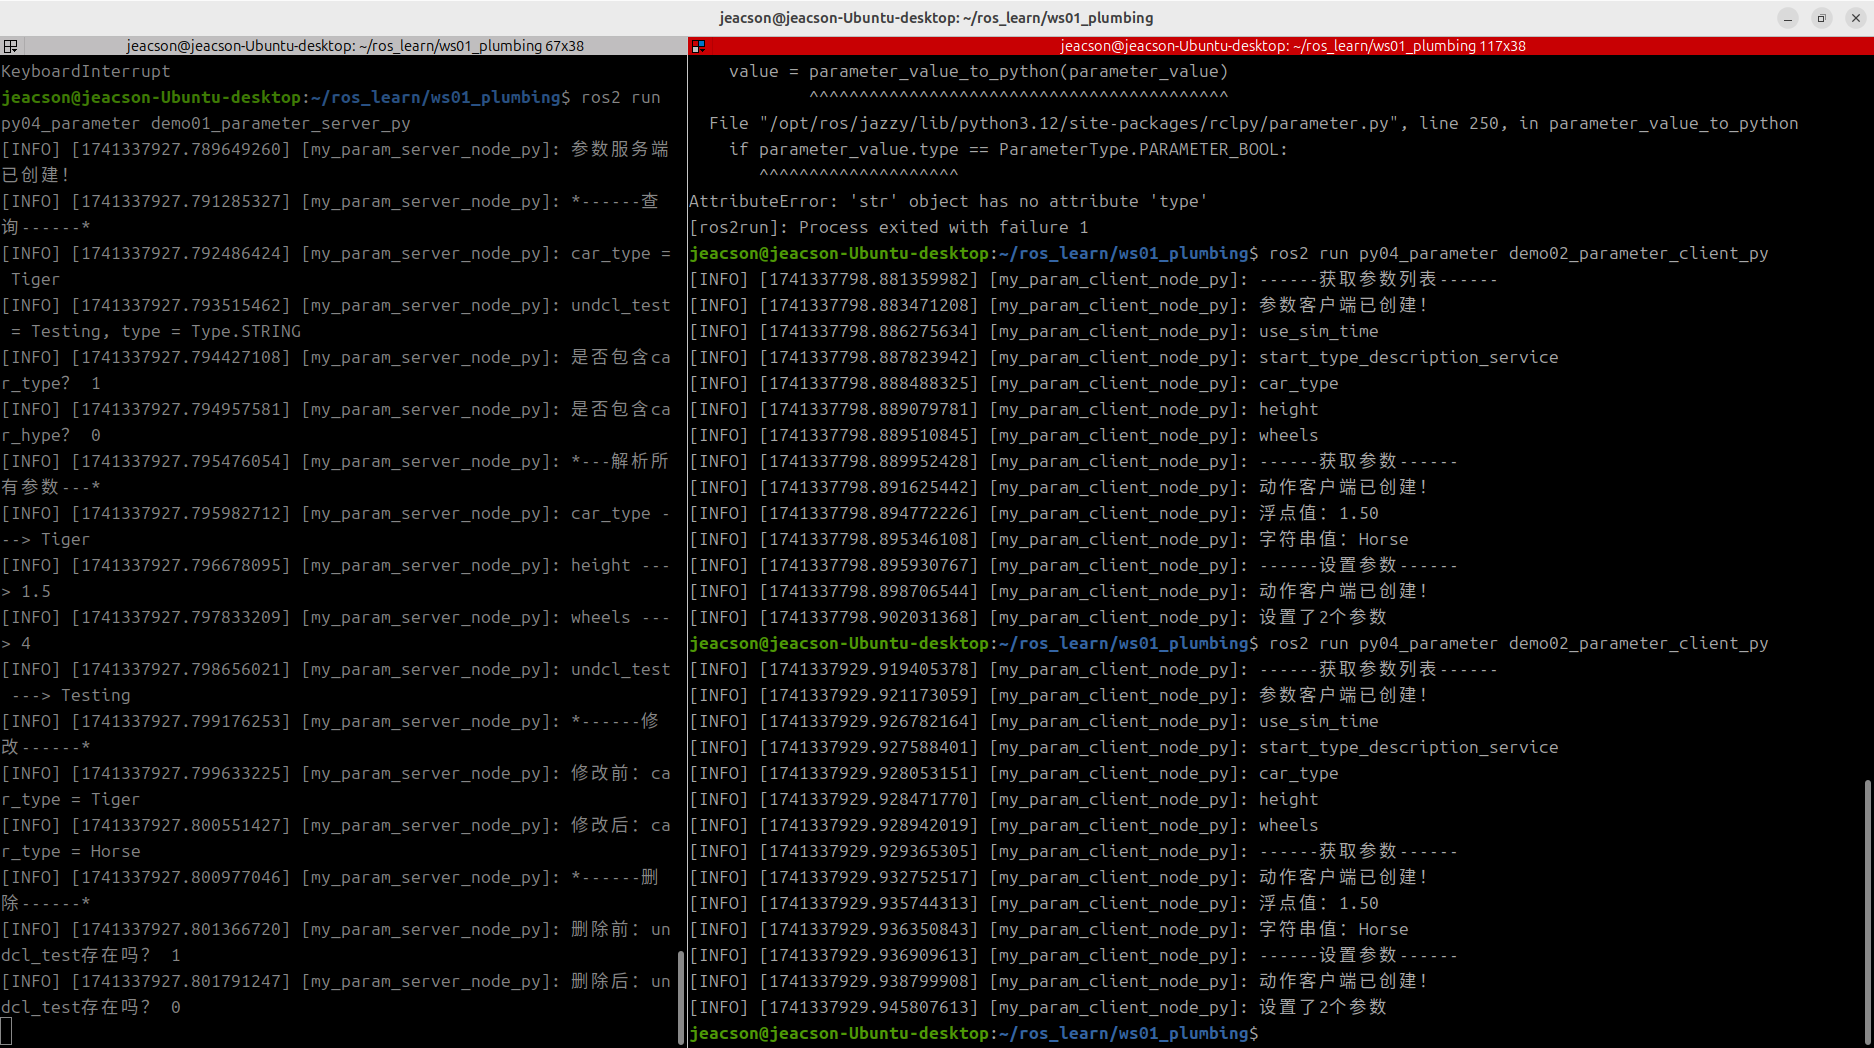 jeacson@jeacson-Ubuntu-desktop: ~/ros_learn/ws01_plumbing
jeacson@jeacson-Ubuntu-desktop: ~/ros_learn/ws01_plumbing 67x38
KeyboardInterrupt
jeacson@jeacson-Ubuntu-desktop:~/ros_learn/ws01_plumbing$ ros2 run
py04_parameter demo01_parameter_server_py
[INFO] [1741337927.789649260] [my_param_server_node_py]: 参数服务端
已创建!
[INFO] [1741337927.791285327] [my_param_server_node_py]: *------查
询------*
[INFO] [1741337927.792486424] [my_param_server_node_py]: car_type =
Tiger
[INFO] [1741337927.793515462] [my_param_server_node_py]: undcl_test
= Testing, type = Type.STRING
[INFO] [1741337927.794427108] [my_param_server_node_py]: 是否包含ca
r_type? 1
[INFO] [1741337927.794957581] [my_param_server_node_py]: 是否包含ca
r_hype? 0
[INFO] [1741337927.795476054] [my_param_server_node_py]: *---解析所
有参数---*
[INFO] [1741337927.795982712] [my_param_server_node_py]: car_type -
--> Tiger
[INFO] [1741337927.796678095] [my_param_server_node_py]: height ---
> 1.5
[INFO] [1741337927.797833209] [my_param_server_node_py]: wheels ---
> 4
[INFO] [1741337927.798656021] [my_param_server_node_py]: undcl_test
---> Testing
[INFO] [1741337927.799176253] [my_param_server_node_py]: *------修
改------*
[INFO] [1741337927.799633225] [my_param_server_node_py]: 修改前：ca
r_type = Tiger
[INFO] [1741337927.800551427] [my_param_server_node_py]: 修改后：ca
r_type = Horse
[INFO] [1741337927.800977046] [my_param_server_node_py]: *------删
除------*
[INFO] [1741337927.801366720] [my_param_server_node_py]: 删除前：un
dcl_test存在吗? 1
[INFO] [1741337927.801791247] [my_param_server_node_py]: 删除后：un
dcl_test存在吗? 0
jeacson@jeacson-Ubuntu-desktop: ~/ros_learn/ws01_plumbing 117x38
value = parameter_value_to_python(parameter_value)
^^^^^^^^^^^^^^^^^^^^^^^^^^^^^^^^^^^^^^^^^^
File "/opt/ros/jazzy/lib/python3.12/site-packages/rclpy/parameter.py", line 250, in parameter_value_to_python
if parameter_value.type == ParameterType.PARAMETER_BOOL:
^^^^^^^^^^^^^^^^^^^^
AttributeError: 'str' object has no attribute 'type'
[ros2run]: Process exited with failure 1
jeacson@jeacson-Ubuntu-desktop:~/ros_learn/ws01_plumbing$ ros2 run py04_parameter demo02_parameter_client_py
[INFO] [1741337798.881359982] [my_param_client_node_py]: ------获取参数列表------
[INFO] [1741337798.883471208] [my_param_client_node_py]: 参数客户端已创建!
[INFO] [1741337798.886275634] [my_param_client_node_py]: use_sim_time
[INFO] [1741337798.887823942] [my_param_client_node_py]: start_type_description_service
[INFO] [1741337798.888488325] [my_param_client_node_py]: car_type
[INFO] [1741337798.889079781] [my_param_client_node_py]: height
[INFO] [1741337798.889510845] [my_param_client_node_py]: wheels
[INFO] [1741337798.889952428] [my_param_client_node_py]: ------获取参数------
[INFO] [1741337798.891625442] [my_param_client_node_py]: 动作客户端已创建!
[INFO] [1741337798.894772226] [my_param_client_node_py]: 浮点值：1.50
[INFO] [1741337798.895346108] [my_param_client_node_py]: 字符串值：Horse
[INFO] [1741337798.895930767] [my_param_client_node_py]: ------设置参数------
[INFO] [1741337798.898706544] [my_param_client_node_py]: 动作客户端已创建!
[INFO] [1741337798.902031368] [my_param_client_node_py]: 设置了2个参数
jeacson@jeacson-Ubuntu-desktop:~/ros_learn/ws01_plumbing$ ros2 run py04_parameter demo02_parameter_client_py
[INFO] [1741337929.919405378] [my_param_client_node_py]: ------获取参数列表------
[INFO] [1741337929.921173059] [my_param_client_node_py]: 参数客户端已创建!
[INFO] [1741337929.926782164] [my_param_client_node_py]: use_sim_time
[INFO] [1741337929.927588401] [my_param_client_node_py]: start_type_description_service
[INFO] [1741337929.928053151] [my_param_client_node_py]: car_type
[INFO] [1741337929.928471770] [my_param_client_node_py]: height
[INFO] [1741337929.928942019] [my_param_client_node_py]: wheels
[INFO] [1741337929.929365305] [my_param_client_node_py]: ------获取参数------
[INFO] [1741337929.932752517] [my_param_client_node_py]: 动作客户端已创建!
[INFO] [1741337929.935744313] [my_param_client_node_py]: 浮点值：1.50
[INFO] [1741337929.936350843] [my_param_client_node_py]: 字符串值：Horse
[INFO] [1741337929.936909613] [my_param_client_node_py]: ------设置参数------
[INFO] [1741337929.938799908] [my_param_client_node_py]: 动作客户端已创建!
[INFO] [1741337929.945807613] [my_param_client_node_py]: 设置了2个参数
jeacson@jeacson-Ubuntu-desktop:~/ros_learn/ws01_plumbing$